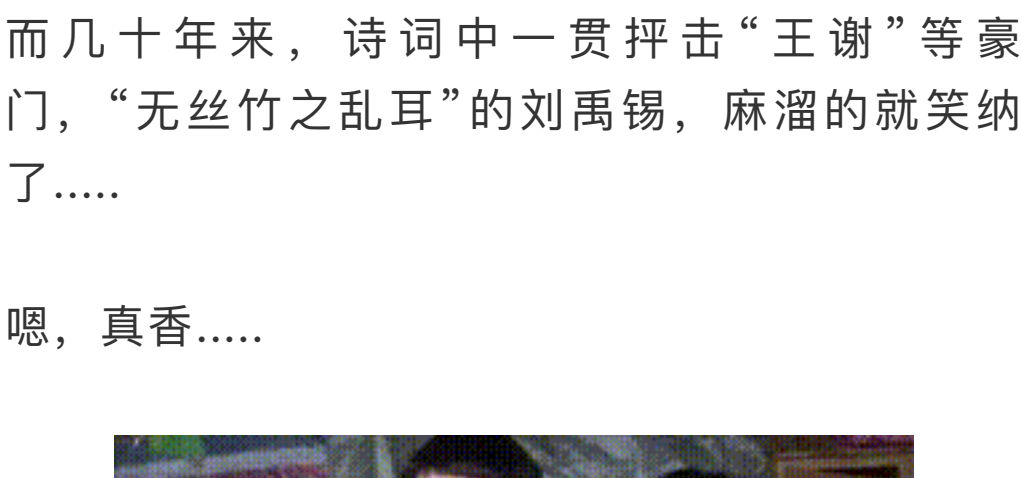 而几十年来，诗词中一贯抨击“王谢”等豪
门，“无丝竹之乱耳”的刘禹锡，麻溜的就笑纳
了.....
嗯，真香.....